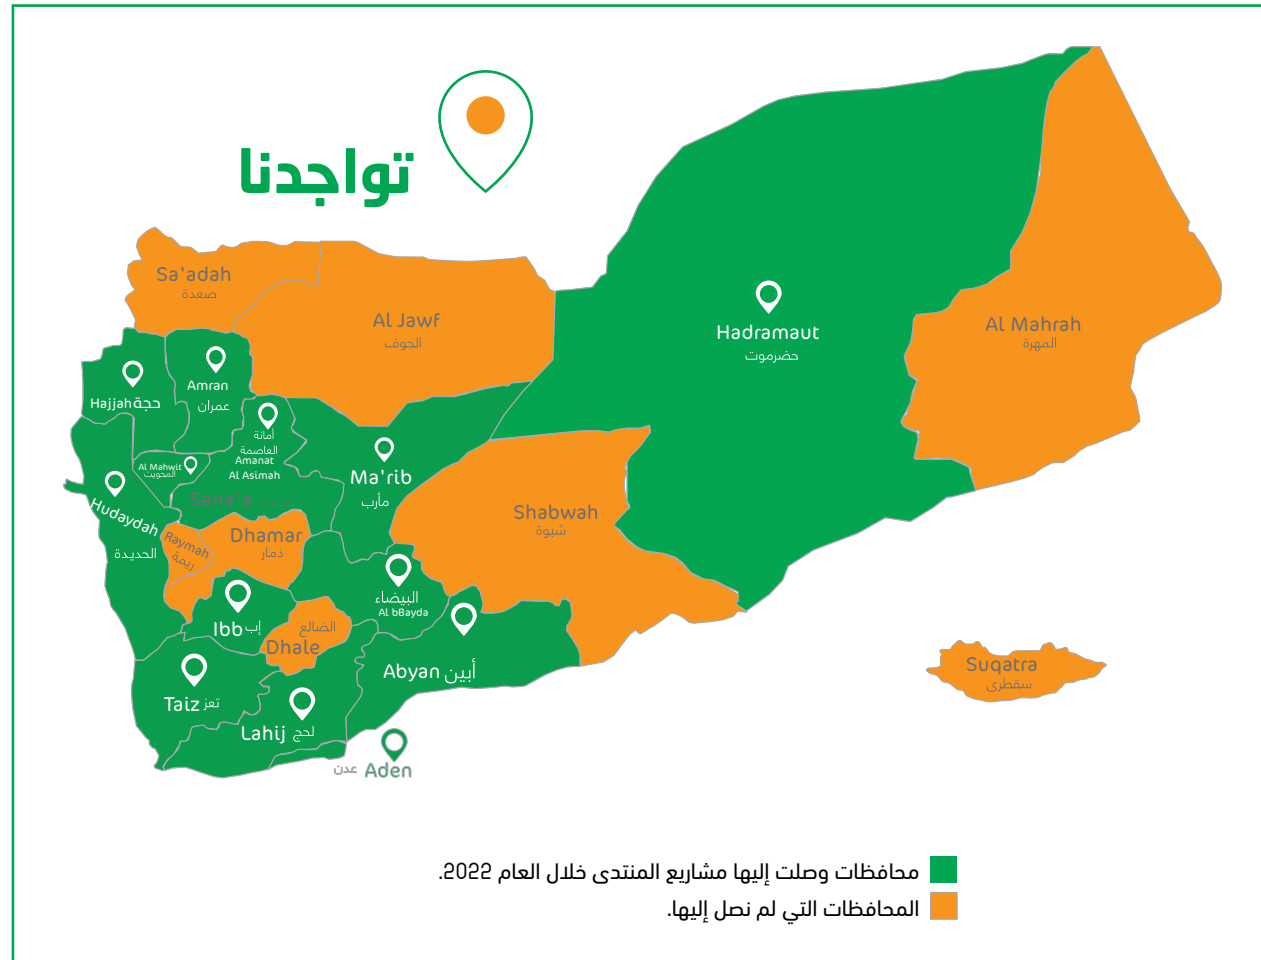 تواجدنا
Sa'adah
صعدة
Al Jawf
الجوف
Hadramaut
حضرموت
Al Mahrah
المهرة
Amran
عمران
Hajjah حجة
أمانة
العاصمة
Amanat
Al Asimah
Al Mahwit
المحويت
Ma'rib
مأرب
Sana'a
Hudaydah
الحديدة
Shabwah
شبوة
Dhamar
ذمار
Raymah
ريمة
البيضاء
Al bBayda
Ibb إب
الضالع
Dhale
Abyan أبين
Suqatra
سقطرى
Taiz تعز
Lahij لحج
عدن Aden
محافظات وصلت إليها مشاريع المنتدى خلال العام 2022.
المحافظات التي لم نصل إليها.